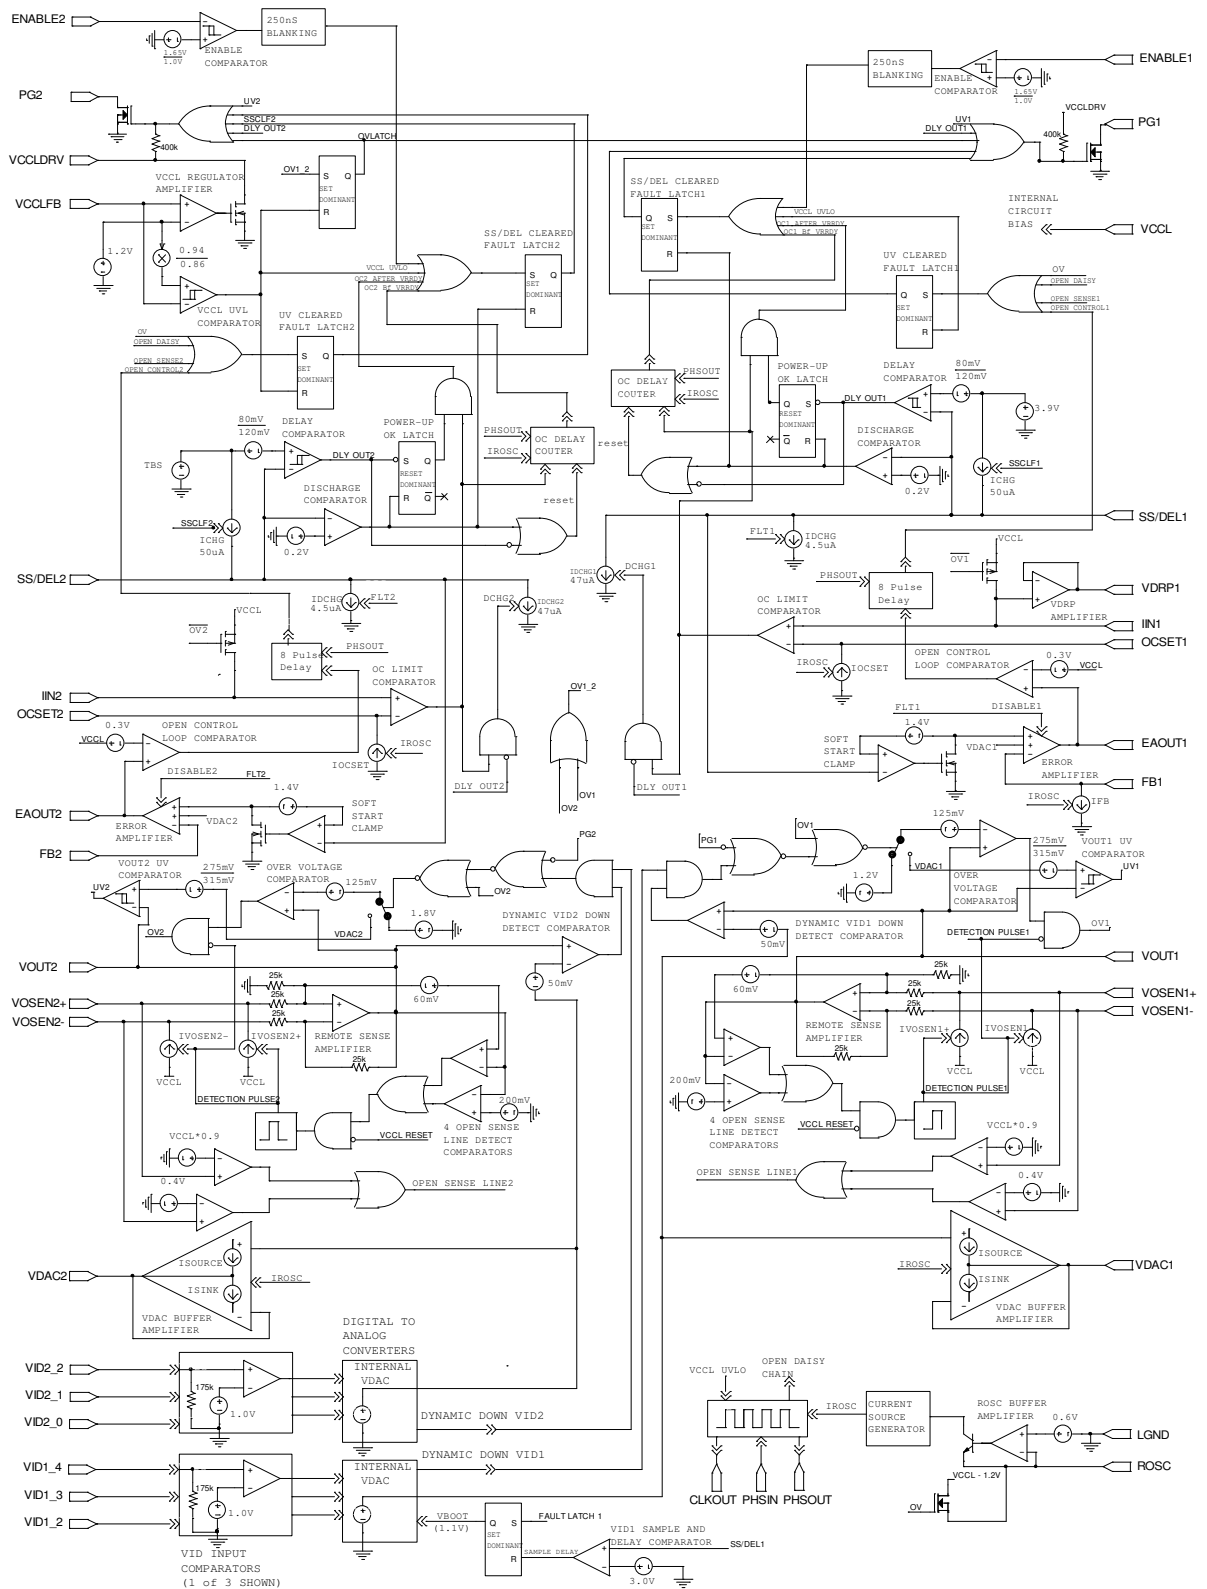 ENABLE2
250nS
BLANKING
1.65V
1.0V
ENABLE
COMPARATOR
250nS
BLANKING
ENABLE
COMPARATOR
1.65V
1.0V
ENABLE1
PG2
UV2
SSCLF2
DLY OUT2
OVLATCH
400k
VCCLDRV
UV1
DLY OUT1
400k
PG1
VCCLDRV
VCCL REGULATOR
AMPLIFIER
OV1_2
S
Q
SET
DOMINANT
R
SS/DEL CLEARED
FAULT LATCH1
Q
S
SET
DOMINANT
R
VCCL UVLO
OC1 AFTER VRRDY
OC1 Bf VRRDY
INTERNAL
CIRCUIT
BIAS
VCCL
VCCLFB
1.2V
0.94
0.86
VCCL UVL
COMPARATOR
SS/DEL CLEARED
FAULT LATCH2
VCCL UVLO
OC2 AFTER VRRDY
OC2 Bf VRRDY
S
Q
SET
DOMINANT
R
UV CLEARED
FAULT LATCH1
Q
S
SET
DOMINANT
R
OV
OPEN DAISY
OPEN SENSE1
OPEN CONTROL1
UV CLEARED
FAULT LATCH2
OV
OPEN DAISY
OPEN SENSE2
OPEN CONTROL2
S
Q
SET
DOMINANT
R
OC DELAY
COUTER
PHSOUT
IROSC
POWER-UP
OK LATCH
Q
S
RESET
DOMINANT
Q
R
DLY OUT1
DELAY
COMPARATOR
80mV
120mV
3.9V
DISCHARGE
COMPARATOR
0.2V
SSCLF1
ICHG
50uA
80mV
120mV
DELAY
COMPARATOR
POWER-UP
OK LATCH
DLY OUT2
S
Q
RESET
DOMINANT
R
Q
PHSOUT
IROSC
OC DELAY
COUTER
reset
reset
TBS
DISCHARGE
COMPARATOR
SSCLF2
ICHG
50uA
0.2V
SS/DEL1
FLT1
IDCHG
4.5uA
OV1
VCCL
SS/DEL2
IDCHG
4.5uA
FLT2
DCHG2
IDCHG2
47uA
IDCHG1
47uA
DCHG1
PHSOUT
8 Pulse
Delay
VDRP
AMPLIFIER
VDRP1
OC LIMIT
COMPARATOR
IIN1
OCSET1
IROSC
IOCSET
OPEN CONTROL
LOOP COMPARATOR
0.3V
VCCL
VCCL
OV2
8 Pulse
Delay
PHSOUT
OC LIMIT
COMPARATOR
IIN2
OCSET2
0.3V
VCCL
OPEN CONTROL
LOOP COMPARATOR
IROSC
IOCSET
OV1_2
OV1
OV2
DLY OUT2
DLY OUT1
FLT1
DISABLE1
1.4V
SOFT
START
CLAMP
VDAC1
ERROR
AMPLIFIER
EAOUT1
FB1
IROSC
IFB
DISABLE2
FLT2
1.4V
EAOUT2
ERROR
AMPLIFIER
VDAC2
SOFT
START
CLAMP
FB2
VOUT2 UV
COMPARATOR
275mV
315mV
UV2
OVER VOLTAGE
COMPARATOR
125mV
1.8V
VDAC2
OV2
PG2
OV2
DYNAMIC VID2 DOWN
DETECT COMPARATOR
50mV
PG1
OV1
125mV
VDAC1
1.2V
275mV
315mV
VOUT1 UV
COMPARATOR
UV1
OVER
VOLTAGE
COMPARATOR
DYNAMIC VID1 DOWN
DETECT COMPARATOR
50mV
DETECTION PULSE1
OV1
VOUT2
VOSEN2+
VOSEN2-
25k
25k
25k
25k
60mV
REMOTE SENSE
AMPLIFIER
IVOSEN2-
IVOSEN2+
VCCL
VCCL
DETECTION PULSE2
VCCL RESET
200mV
4 OPEN SENSE
LINE DETECT
COMPARATORS
VCCL*0.9
0.4V
OPEN SENSE LINE2
VOUT1
VOSEN1+
VOSEN1-
60mV
25k
25k
25k
25k
REMOTE SENSE
AMPLIFIER
IVOSEN1+
IVOSEN1-
VCCL
VCCL
200mV
DETECTION PULSE1
VCCL RESET
4 OPEN SENSE
LINE DETECT
COMPARATORS
VCCL*0.9
0.4V
OPEN SENSE LINE1
VDAC2
ISOURCE
ISINK
IROSC
VDAC BUFFER
AMPLIFIER
ISOURCE
ISINK
IROSC
VDAC BUFFER
AMPLIFIER
VDAC1
DIGITAL TO
ANALOG
CONVERTERS
VID2_2
VID2_1
VID2_0
175k
1.0V
INTERNAL
VDAC
DYNAMIC DOWN VID2
DYNAMIC DOWN VID1
VID1_4
VID1_3
VID1_2
175k
1.0V
INTERNAL
VDAC
VBOOT
(1.1V)
Q
S
SET
DOMINANT
R
FAULT LATCH 1
SAMPLE DELAY
VID1 SAMPLE AND
DELAY COMPARATOR
SS/DEL1
3.0V
VID INPUT
COMPARATORS
(1 of 3 SHOWN)
VCCL UVLO
OPEN DAISY
CHAIN
IROSC
CURRENT
SOURCE
GENERATOR
ROSC BUFFER
AMPLIFIER
0.6V
LGND
ROSC
VCCL - 1.2V
OV
CLKOUT
PHSIN
PHSOUT